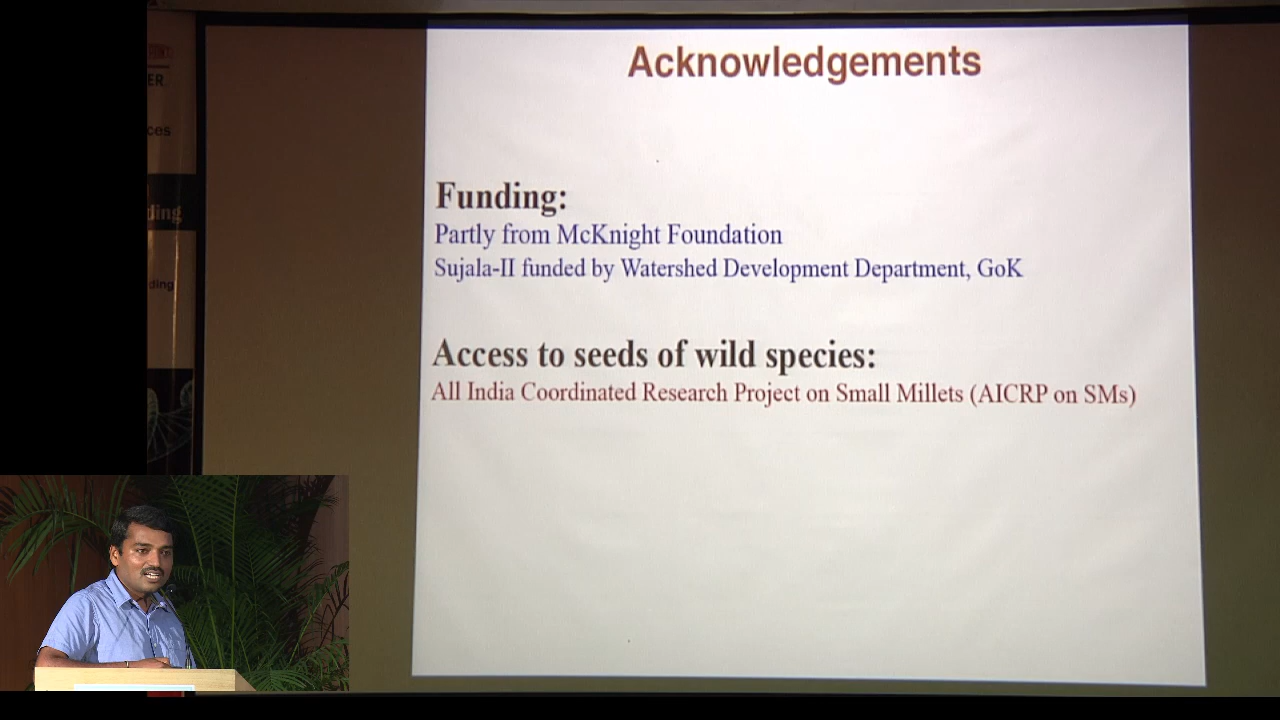 Acknowledgements
Funding:
Partly from McKnight Foundation
Sujala-II funded by Watershed Development Department, GoK
Access to seeds of wild species:
All India Coordinated Research Project on Small Millets (AICRP on SMs)